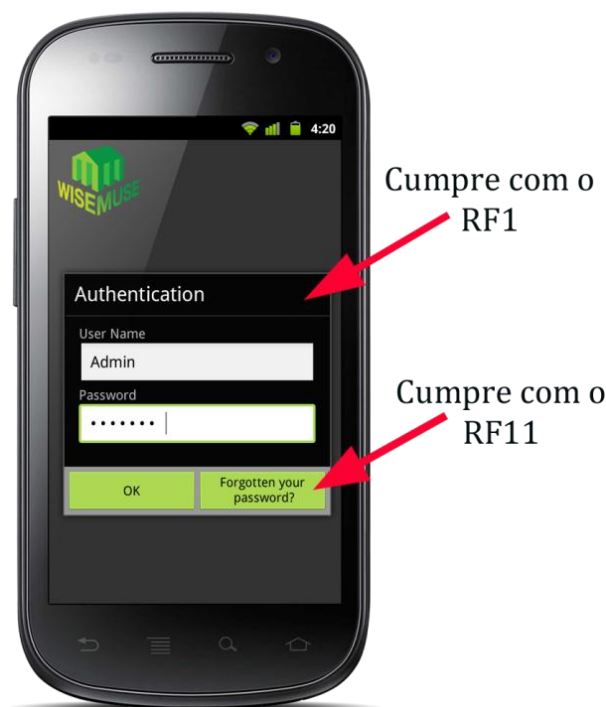 4:20
WISEMUSE
Cumpre com o
RF1
Authentication
User Name
Admin
Password
•••••••
Cumpre com o
RF11
OK
Forgotten your
password?